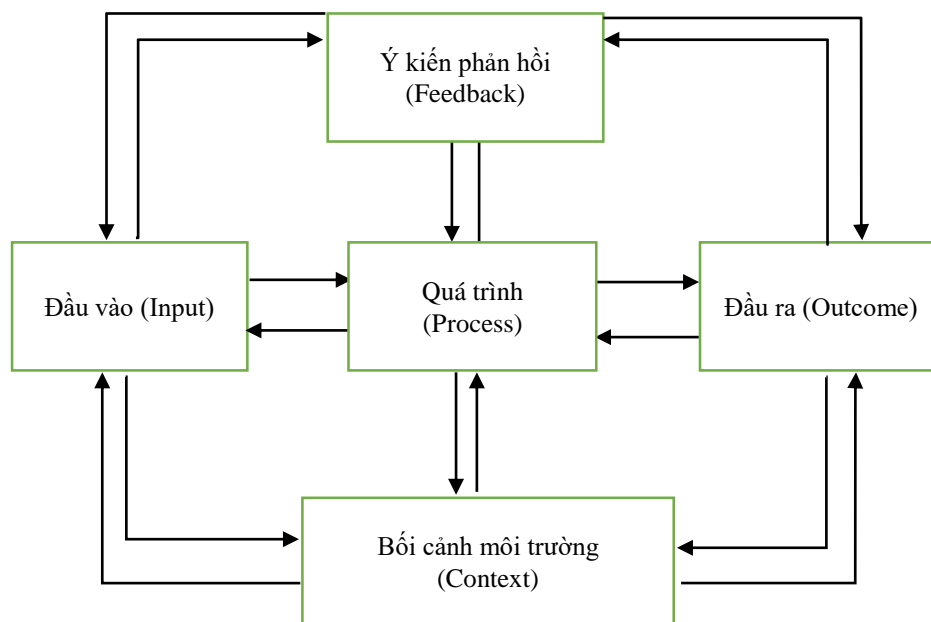 Ý kiến phản hồi
(Feedback)
Đầu vào (Input)
Quá trình
(Process)
Đầu ra (Outcome)
Bối cảnh môi trường
(Context)